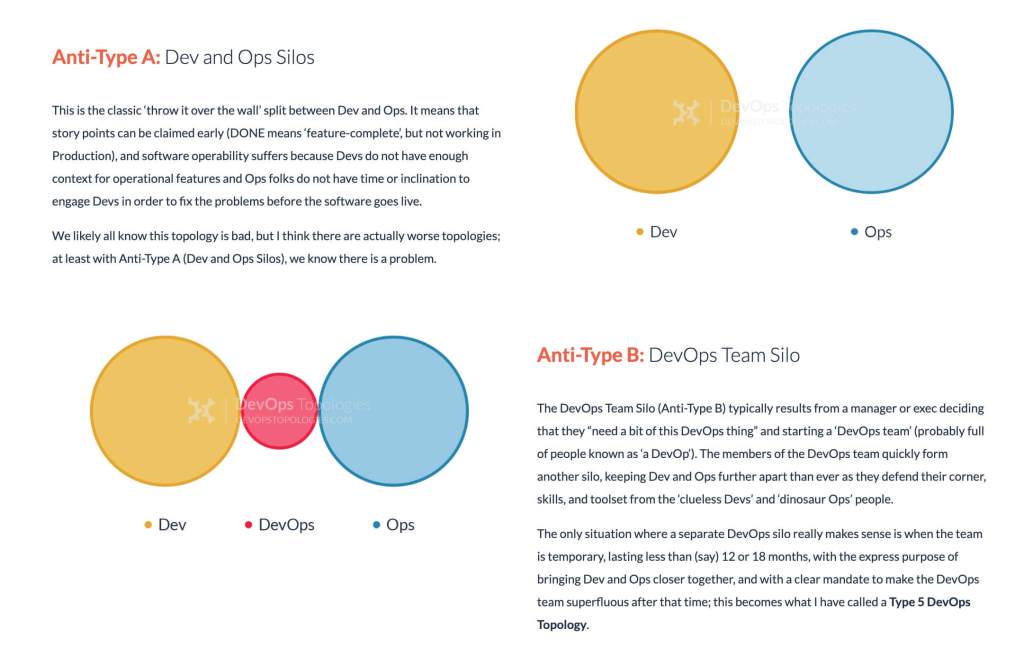 Anti-Type A: Dev and Ops Silos
This is the classic ‘throw it over the wall’ split between Dev and Ops. It means that
story points can be claimed early (DONE means ‘feature-complete’, but not working in
Production), and software operability suffers because Devs do not have enough
context for operational features and Ops folks do not have time or inclination to
engage Devs in order to fix the problems before the software goes live.
We likely all know this topology is bad, but I think there are actually worse topologies;
at least with Anti-Type A (Dev and Ops Silos), we know there is a problem.
DevOps Topologies
DEVOPSTOPOLOGIES.COM
Dev
Ops
DevOps Topologies
DEVOPSTOPOLOGIES.COM
Dev
DevOps
Ops
Anti-Type B: DevOps Team Silo
The DevOps Team Silo (Anti-Type B) typically results from a manager or exec deciding
that they “need a bit of this DevOps thing” and starting a ‘DevOps team’ (probably full
of people known as ‘a DevOp’). The members of the DevOps team quickly form
another silo, keeping Dev and Ops further apart than ever as they defend their corner,
skills, and toolset from the ‘clueless Devs’ and ‘dinosaur Ops’ people.
The only situation where a separate DevOps silo really makes sense is when the team
is temporary, lasting less than (say) 12 or 18 months, with the express purpose of
bringing Dev and Ops closer together, and with a clear mandate to make the DevOps
team superfluous after that time; this becomes what I have called a Type 5 DevOps
Topology.